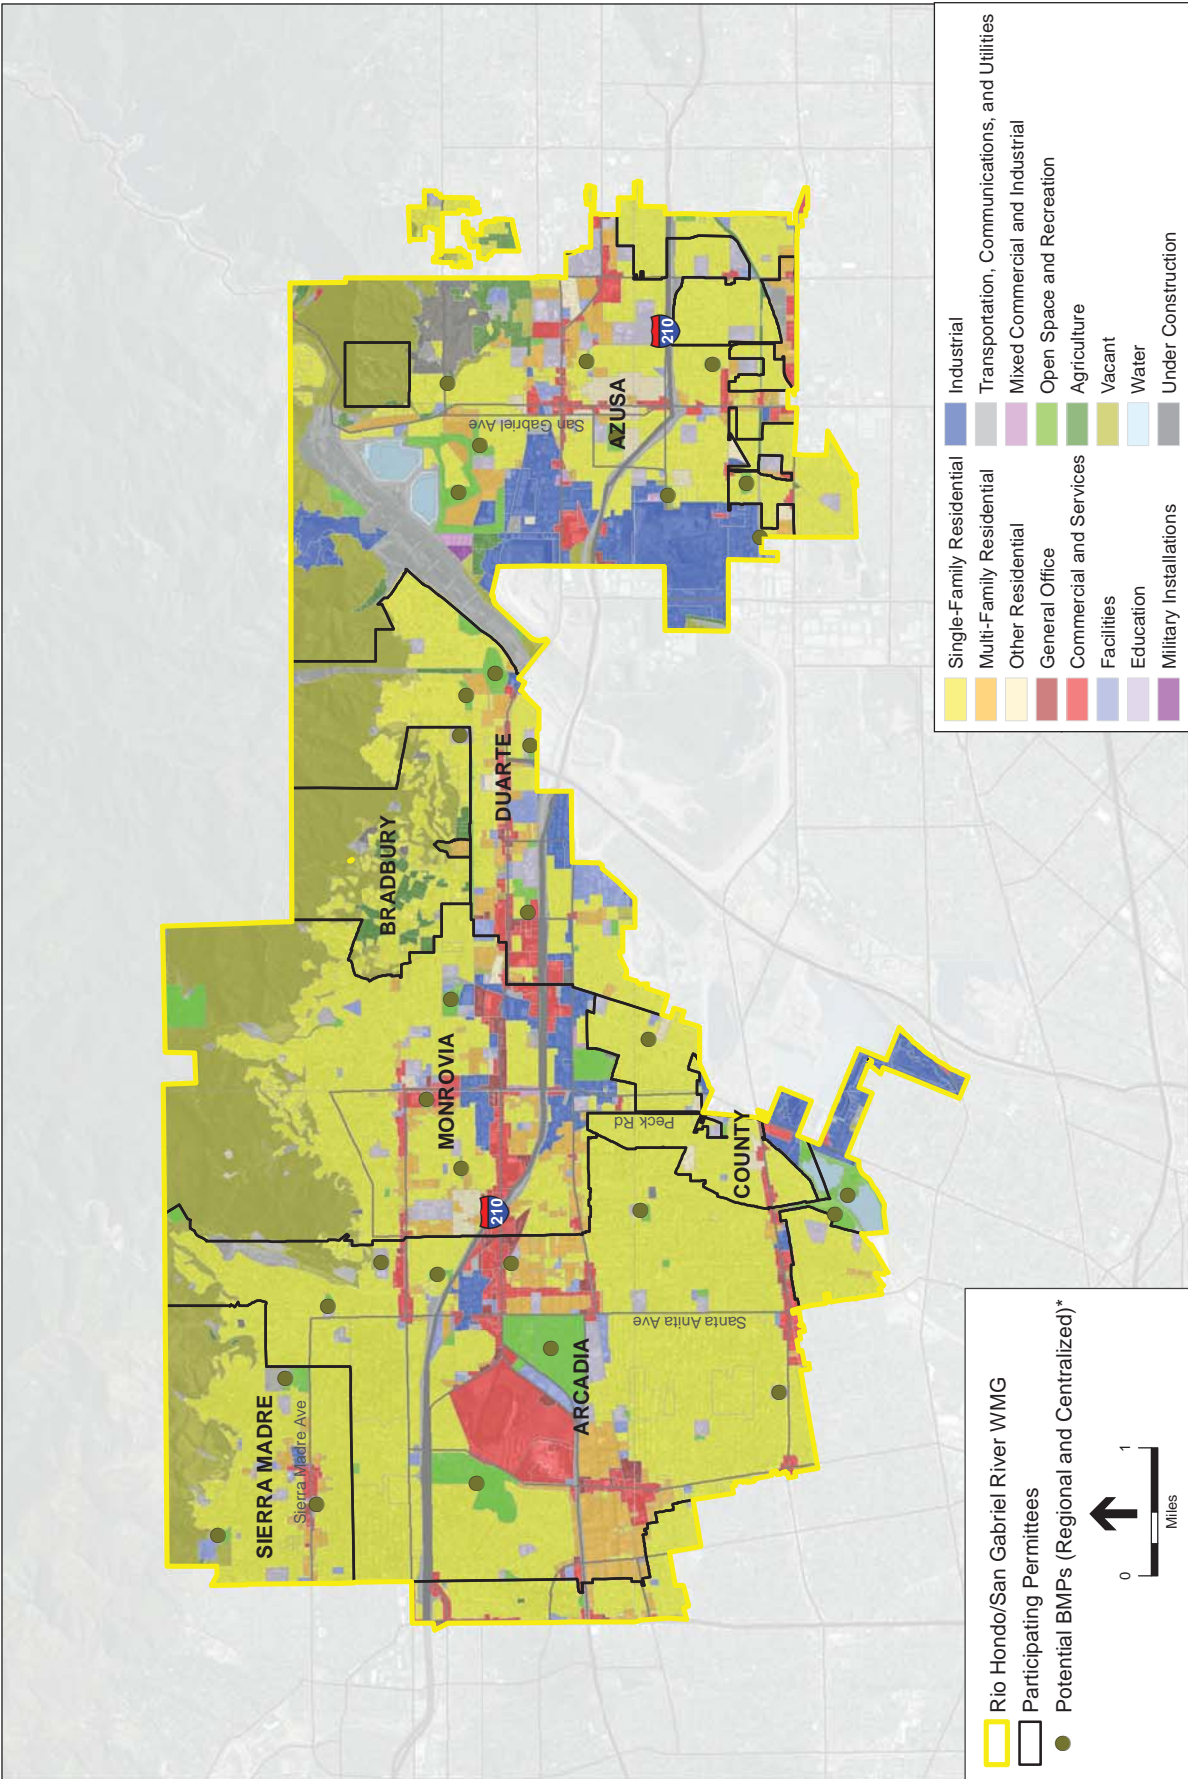 SIERRA MADRE
Sierra Madre Ave
ARCADIA
Santa Anita Ave
210
MONROVIA
Peck Rd
COUNTY
BRADBURY
DUARTE
San Gabriel Ave
AZUSA
210
Rio Hondo/San Gabriel River WMG
Participating Permittees
Potential BMPs (Regional and Centralized)*
0 1
Miles
Single-Family Residential
Multi-Family Residential
Other Residential
General Office
Commercial and Services
Facilities
Education
Military Installations
Industrial
Transportation, Communications, and Utilities
Mixed Commercial and Industrial
Open Space and Recreation
Agriculture
Vacant
Water
Under Construction